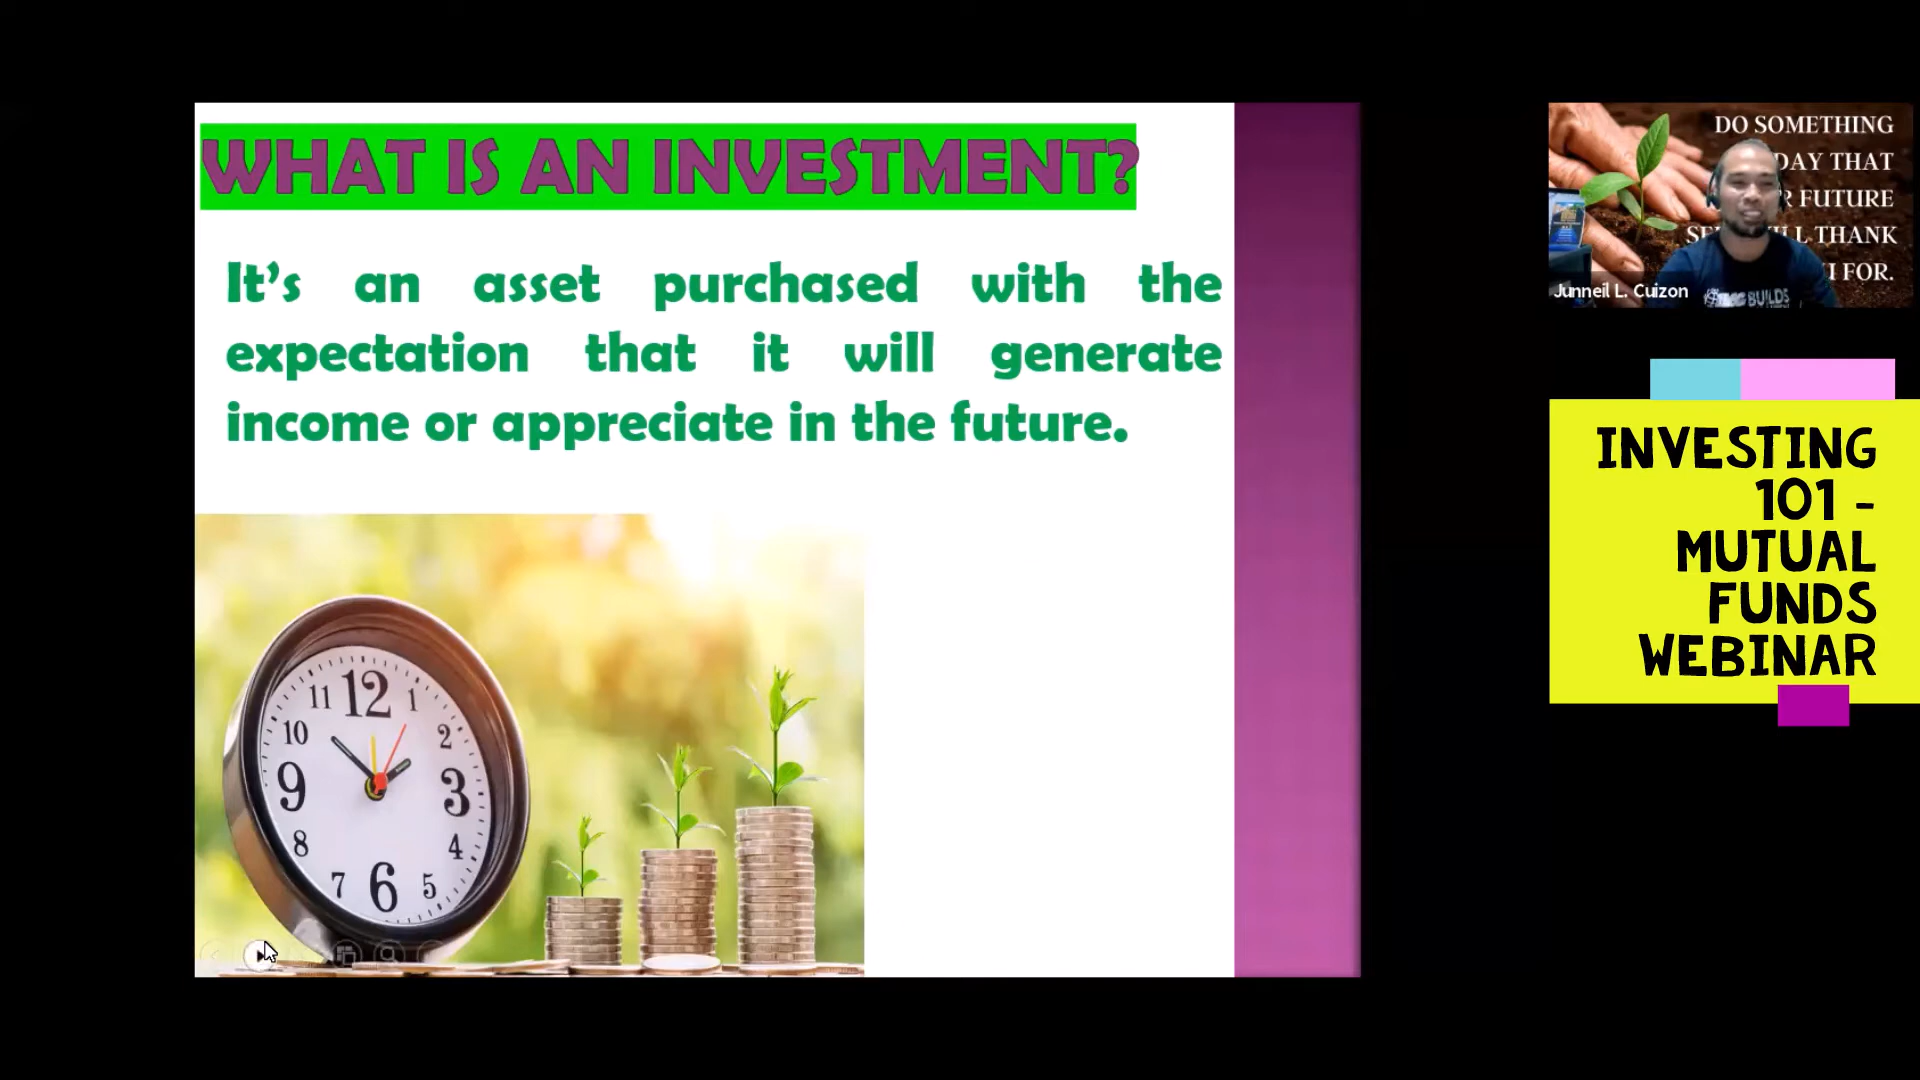 WHAT IS AN INVESTMENT?
It's an asset purchased with the
expectation that it will generate
income or appreciate in the future.
12
11 1
10 2
9 3
8 4
7 5
6
DO SOMETHING
DAY THAT
R FUTURE
THANK
FOR.
Junneil L. Cuizon
BUILDS
INVESTING
101 -
MUTUAL
FUNDS
WEBINAR